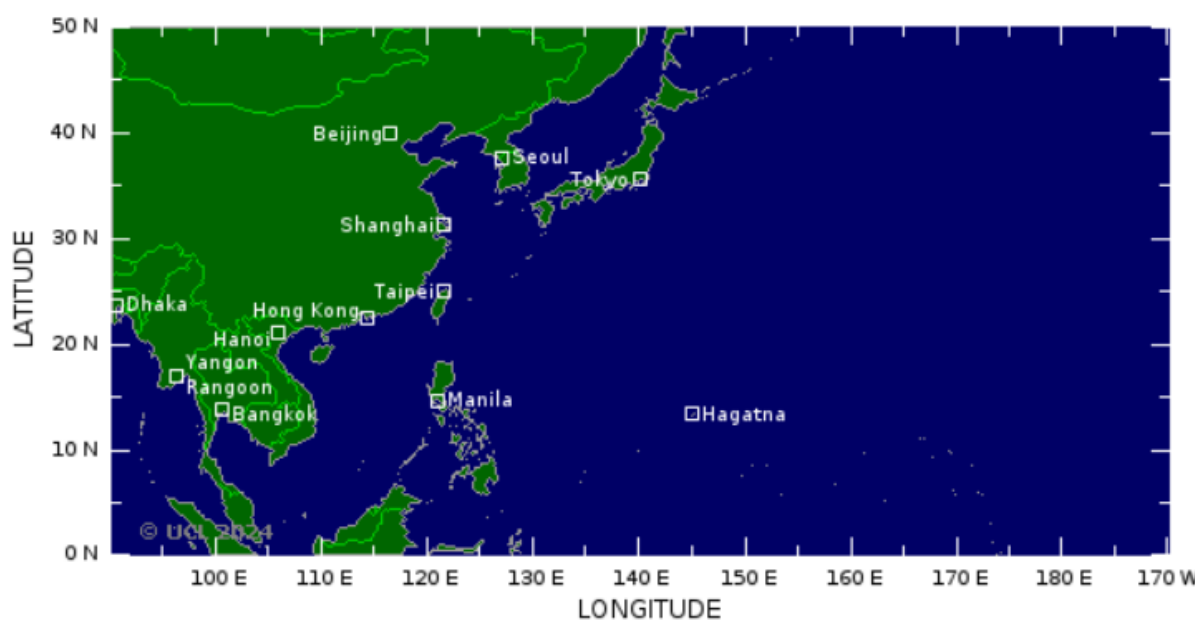 50 N
40 N
Beijing
Seoul
Tokyo
Shanghai
30 N
Taipei
Dhaka
Hong Kong
Hanoi
20 N
Yangon
Rangoon
Manila
Bangkok
Hagatna
10 N
© UCL 2024
0 N
LATITUDE
100 E 110 E 120 E 130 E 140 E 150 E 160 E 170 E 180 E 170 W
LONGITUDE